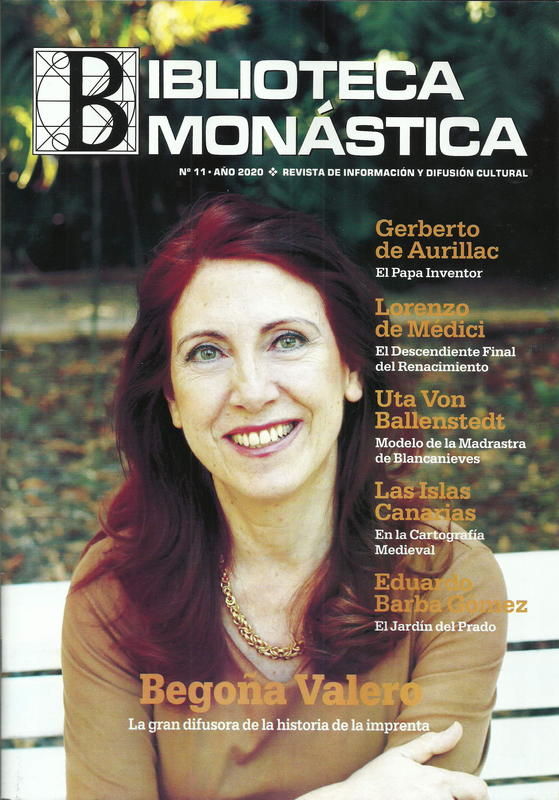 BIBLIOTECA
MONÁSTICA
Nº 11 · AÑO 2020 ❖ REVISTA DE INFORMACIÓN Y DIFUSIÓN CULTURAL
Gerberto
de Aurillac
El Papa Inventor
Lorenzo
de Médici
El Descendiente Final
del Renacimiento
Uta Von
Ballenstedt
Modelo de la Madrastra
de Blancanieves
Las Islas
Canarias
En la Cartografía
Medieval
Eduardo
Barba Gómez
El Jardín del Prado
Begoña Valero
La gran difusora de la historia de la imprenta